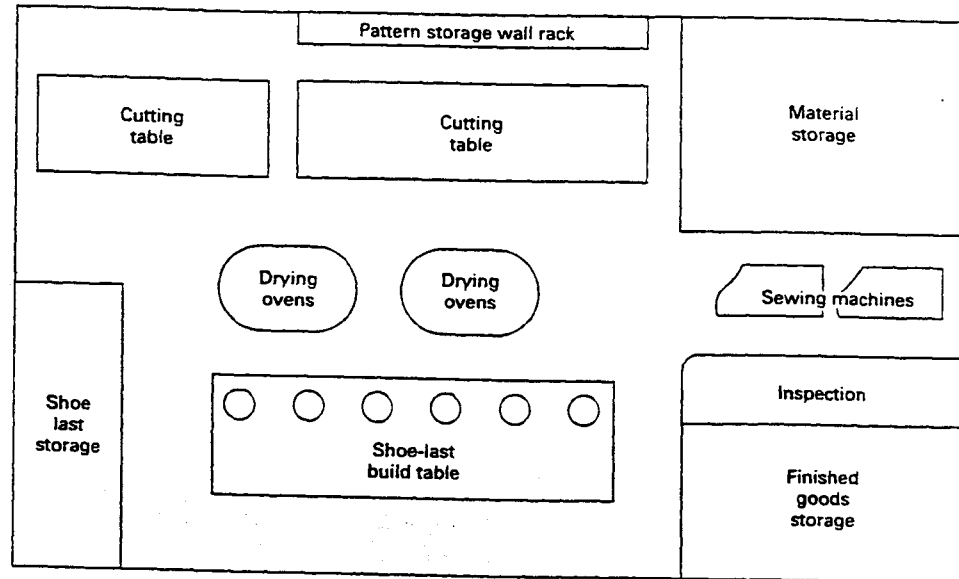 Pattern storage wall rack
Cutting
table
Cutting
table
Material
storage
Drying
ovens
Drying
ovens
Sewing machines
Shoe
last
storage
Shoe-last
build table
Inspection
Finished
goods
storage